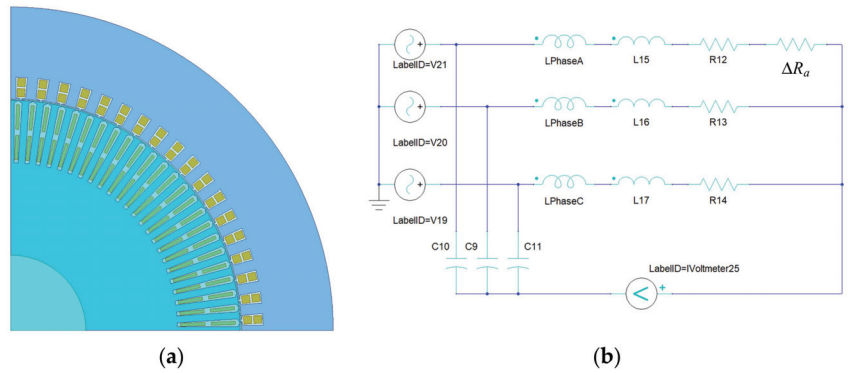 LabelID=V21
LPhaseA L15 R12 ΔRa
LabelID=V20
LPhaseB L16 R13
LabelID=V19
LPhaseC L17 R14
C10 C9 C11
LabelID=IVoltmeter25
(a) (b)